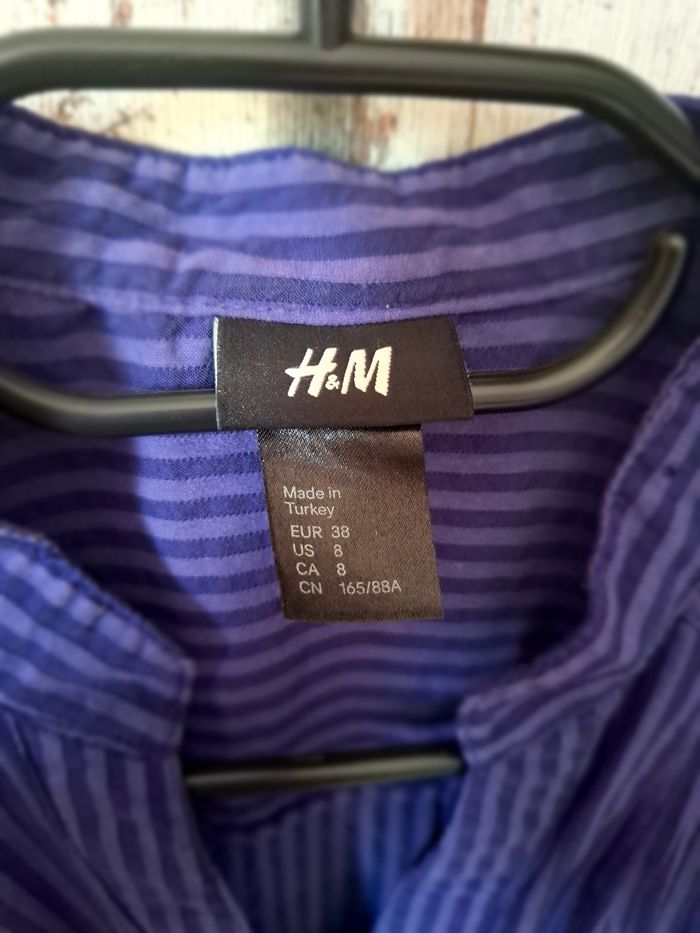 H&M
Made in
Turkey
EUR 38
US 8
CA 8
CN 165/88A